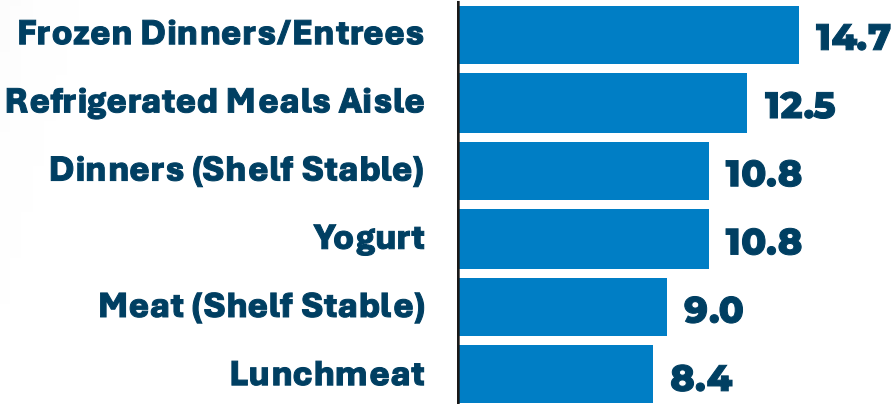 Frozen Dinners/Entrees 14.7
Refrigerated Meals Aisle 12.5
Dinners (Shelf Stable) 10.8
Yogurt 10.8
Meat (Shelf Stable) 9.0
Lunchmeat 8.4